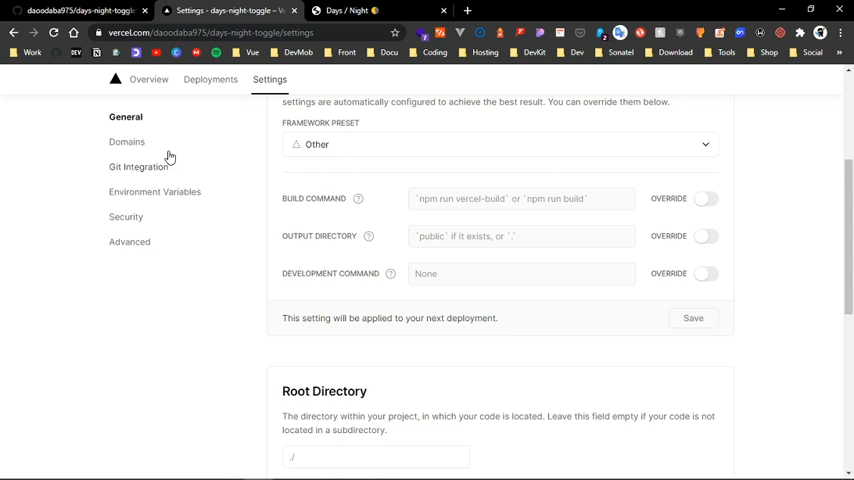 daoodaba975/days-night-toggle
Settings - days-night-toggle – Ve
Days / Night
vercel.com/daoodaba975/days-night-toggle/settings
Work
DEV
Vue
DevMob
Front
Docu
Coding
Hosting
DevKit
Dev
Sonatel
Download
Tools
Shop
Social
»
Overview
Deployments
Settings
General
Domains
Git Integration
Environment Variables
Security
Advanced
settings are automatically configured to achieve the best result. You can override them below.
FRAMEWORK PRESET
Other
BUILD COMMAND ?
`npm run vercel-build` or `npm run build`
OVERRIDE
OUTPUT DIRECTORY ?
`public` if it exists, or `.`
OVERRIDE
DEVELOPMENT COMMAND ?
None
OVERRIDE
This setting will be applied to your next deployment.
Save
Root Directory
The directory within your project, in which your code is located. Leave this field empty if your code is not
located in a subdirectory.
./